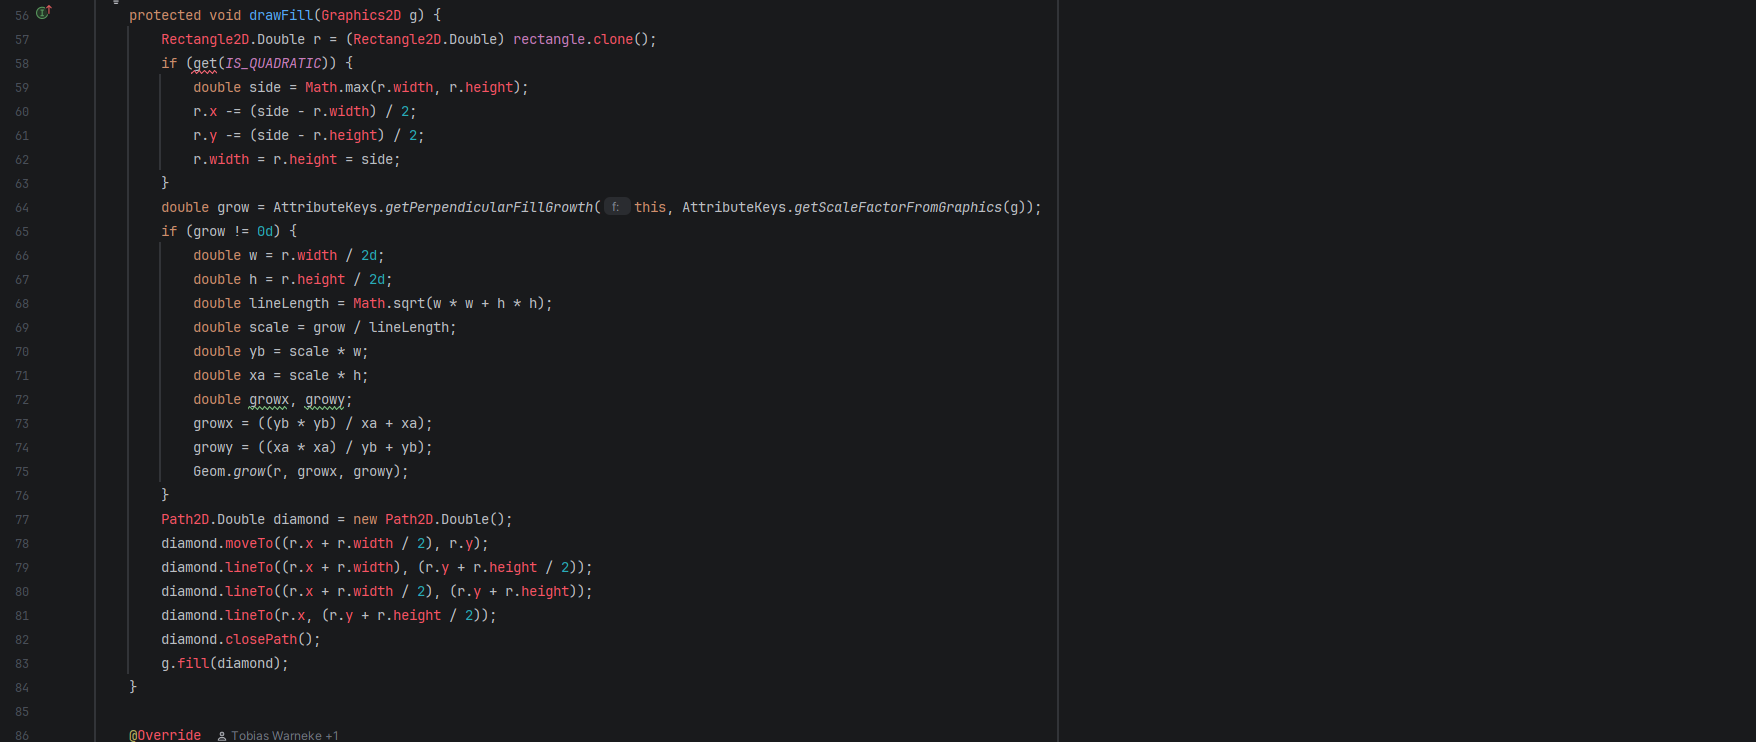 56 protected void drawFill(Graphics2D g) {
57 Rectangle2D.Double r = (Rectangle2D.Double) rectangle.clone();
58 if (get(IS_QUADRATIC)) {
59 double side = Math.max(r.width, r.height);
60 r.x -= (side - r.width) / 2;
61 r.y -= (side - r.height) / 2;
62 r.width = r.height = side;
63 }
64 double grow = AttributeKeys.getPerpendicularFillGrowth( f: this, AttributeKeys.getScaleFactorFromGraphics(g));
65 if (grow != 0d) {
66 double w = r.width / 2d;
67 double h = r.height / 2d;
68 double lineLength = Math.sqrt(w * w + h * h);
69 double scale = grow / lineLength;
70 double yb = scale * w;
71 double xa = scale * h;
72 double growx, growy;
73 growx = ((yb * yb) / xa + xa);
74 growy = ((xa * xa) / yb + yb);
75 Geom.grow(r, growx, growy);
76 }
77 Path2D.Double diamond = new Path2D.Double();
78 diamond.moveTo((r.x + r.width / 2), r.y);
79 diamond.lineTo((r.x + r.width), (r.y + r.height / 2));
80 diamond.lineTo((r.x + r.width / 2), (r.y + r.height));
81 diamond.lineTo(r.x, (r.y + r.height / 2));
82 diamond.closePath();
83 g.fill(diamond);
84 }
85
86 @Override Tobias Warneke +1